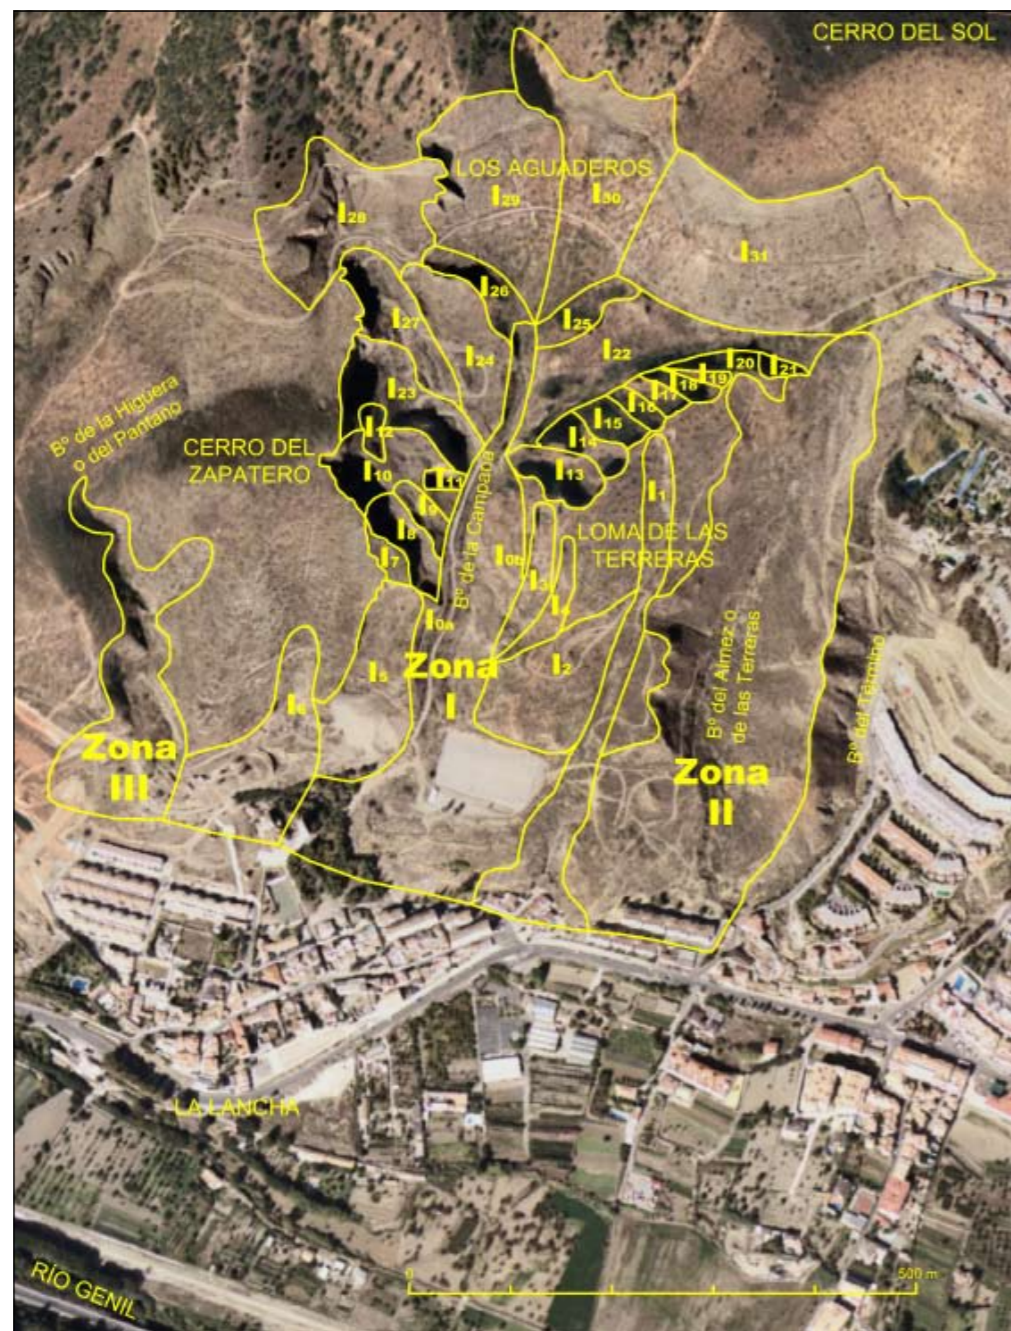 CERRO DEL SOL
LOS AGUADEROS
I29
I30
I28
I31
I26
I27
I25
I24
I22
I20
I21
I19
I18
I17
I16
I15
I14
I23
I12
Bº de la Higuera
o del Pantano
CERRO DEL
ZAPATERO
I10
I11
I13
I9
I8
I7
I1
LOMA DE LAS
TERRERAS
Bº de la Campana
I0b
I3
I4
I0a
I2
I5
I6
Zona
I
Bº del Almez o
de las Terreras
Bº del Término
Zona
III
Zona
II
LA LANCHA
RÍO GENIL
0
500 m